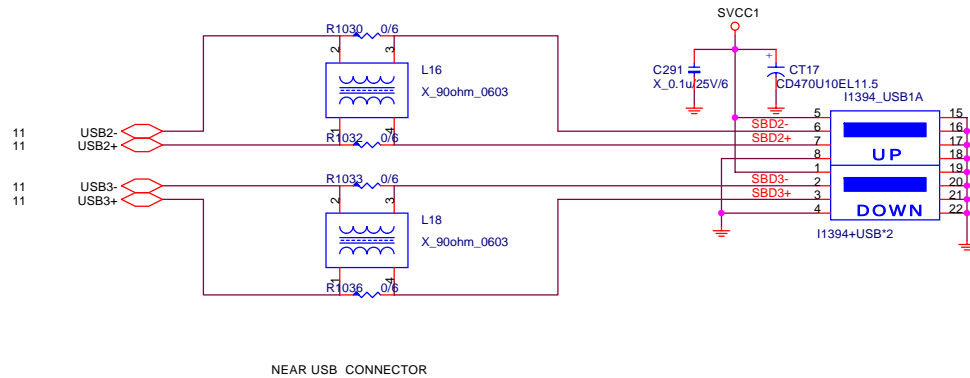 SVCC1
R1030 0/6
2
3
L16
X_90ohm_0603
C291
X_0.1u/25V/6
+
CT17
CD470U10EL11.5
I1394_USB1A
11 USB2-
11 USB2+
1
4
R1032 0/6
SBD2-
SBD2+
5
6
7
8
UP
15
16
17
18
11 USB3-
11 USB3+
R1033 0/6
2
3
L18
X_90ohm_0603
SBD3-
SBD3+
1
2
3
4
DOWN
19
20
21
22
I1394+USB*2
1
4
R1036 0/6
NEAR USB CONNECTOR